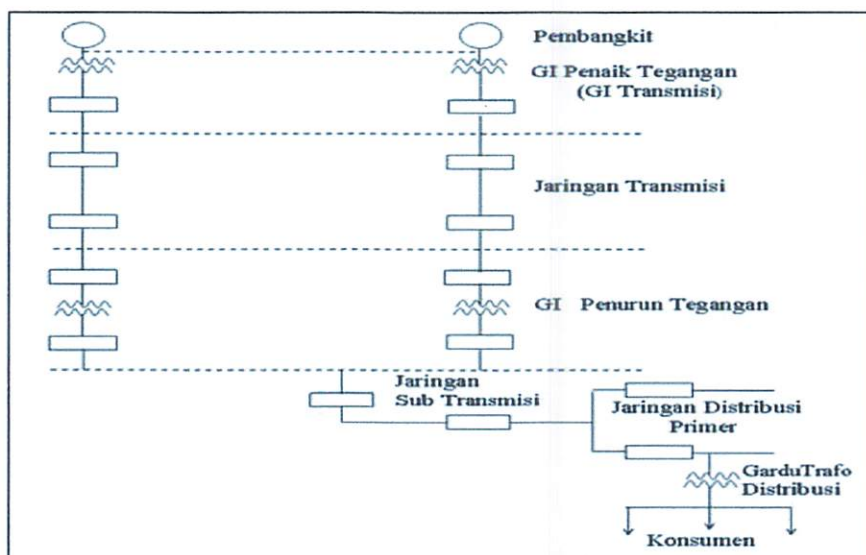 Pembangkit
GI Penaik Tegangan
(GI Transmisi)
Jaringan Transmisi
GI Penurun Tegangan
Jaringan
Sub Transmisi
Jaringan Distribusi
Primer
GarduTrafo
Distribusi
Konsumen